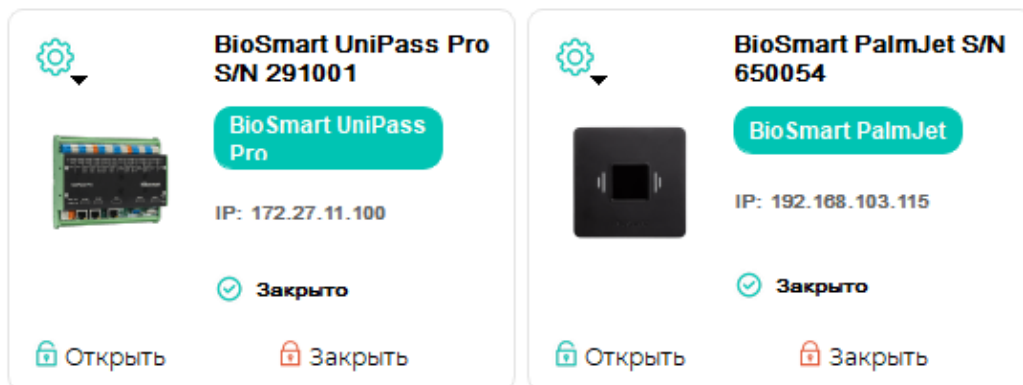 BioSmart UniPass Pro
S/N 291001
BioSmart UniPass
Pro
IP: 172.27.11.100
Закрыто
Открыть
Закрыть
BioSmart PalmJet S/N
650054
BioSmart PalmJet
IP: 192.168.103.115
Закрыто
Открыть
Закрыть